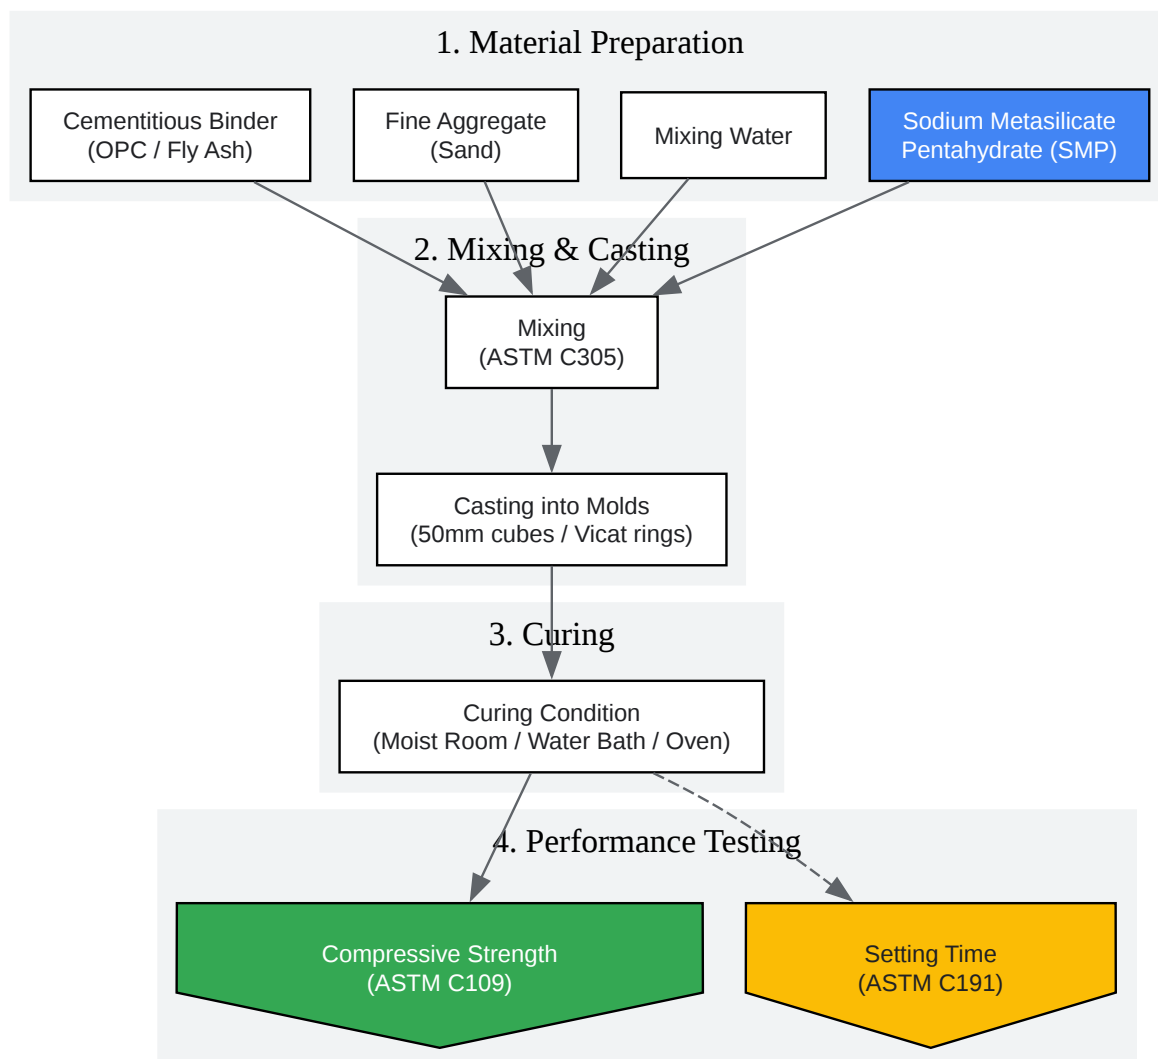 1. Material Preparation
Cementitious Binder
(OPC / Fly Ash)
Fine Aggregate
(Sand)
Mixing Water
Sodium Metasilicate
Pentahydrate (SMP)
2. Mixing & Casting
Mixing
(ASTM C305)
Casting into Molds
(50mm cubes / Vicat rings)
3. Curing
Curing Condition
(Moist Room / Water Bath / Oven)
4. Performance Testing
Compressive Strength
(ASTM C109)
Setting Time
(ASTM C191)